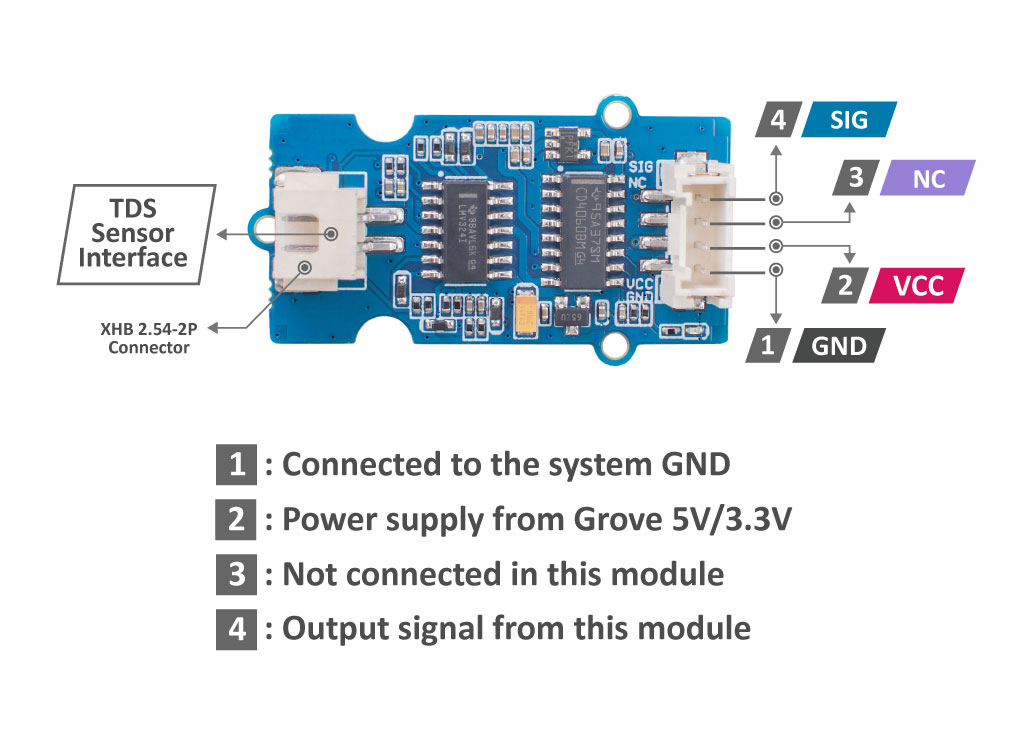 4 SIG
3 NC
2 VCC
1 GND
TDS
Sensor
Interface
XHB 2.54-2P
Connector
SIG
NC
VCC
GND
LMV324I
CD4060BM
1 : Connected to the system GND
2 : Power supply from Grove 5V/3.3V
3 : Not connected in this module
4 : Output signal from this module